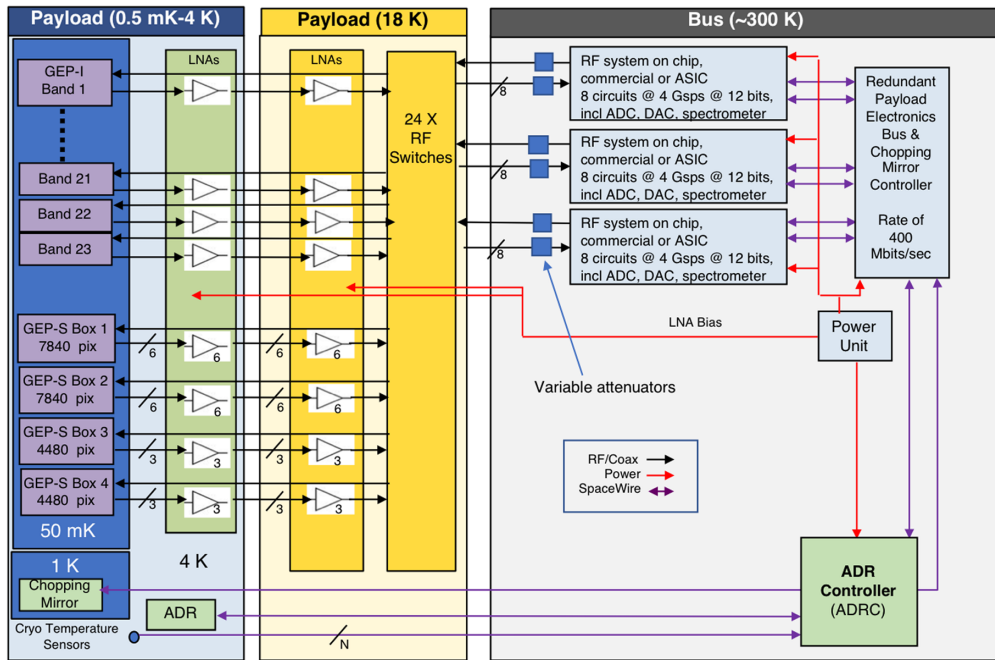 Payload (0.5 mK-4 K)
Payload (18 K)
Bus (~300 K)
GEP-I
Band 1
Band 21
Band 22
Band 23
GEP-S Box 1
7840 pix
GEP-S Box 2
7840 pix
GEP-S Box 3
4480 pix
GEP-S Box 4
4480 pix
50 mK
1 K
Chopping
Mirror
Cryo Temperature
Sensors
LNAs
6
6
3
3
6
6
3
3
4 K
ADR
LNAs
6
6
3
3
6
6
3
3
N
24 X
RF
Switches
8
8
8
RF system on chip,
commercial or ASIC
8 circuits @ 4 Gsps @ 12 bits,
incl ADC, DAC, spectrometer
RF system on chip,
commercial or ASIC
8 circuits @ 4 Gsps @ 12 bits,
incl ADC, DAC, spectrometer
RF system on chip,
commercial or ASIC
8 circuits @ 4 Gsps @ 12 bits,
incl ADC, DAC, spectrometer
Redundant
Payload
Electronics
Bus &
Chopping
Mirror
Controller
Rate of
400
Mbits/sec
LNA Bias
Power
Unit
Variable attenuators
RF/Coax
Power
SpaceWire
ADR
Controller
(ADRC)